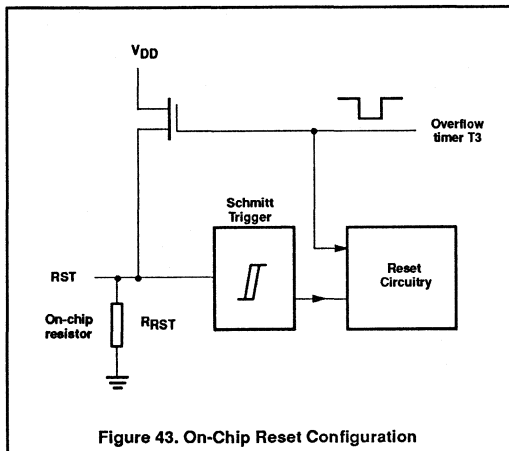 VDD
Overflow
timer T3
Schmitt
Trigger
RST
Reset
Circuitry
On-chip
resistor
RRST
Figure 43. On-Chip Reset Configuration